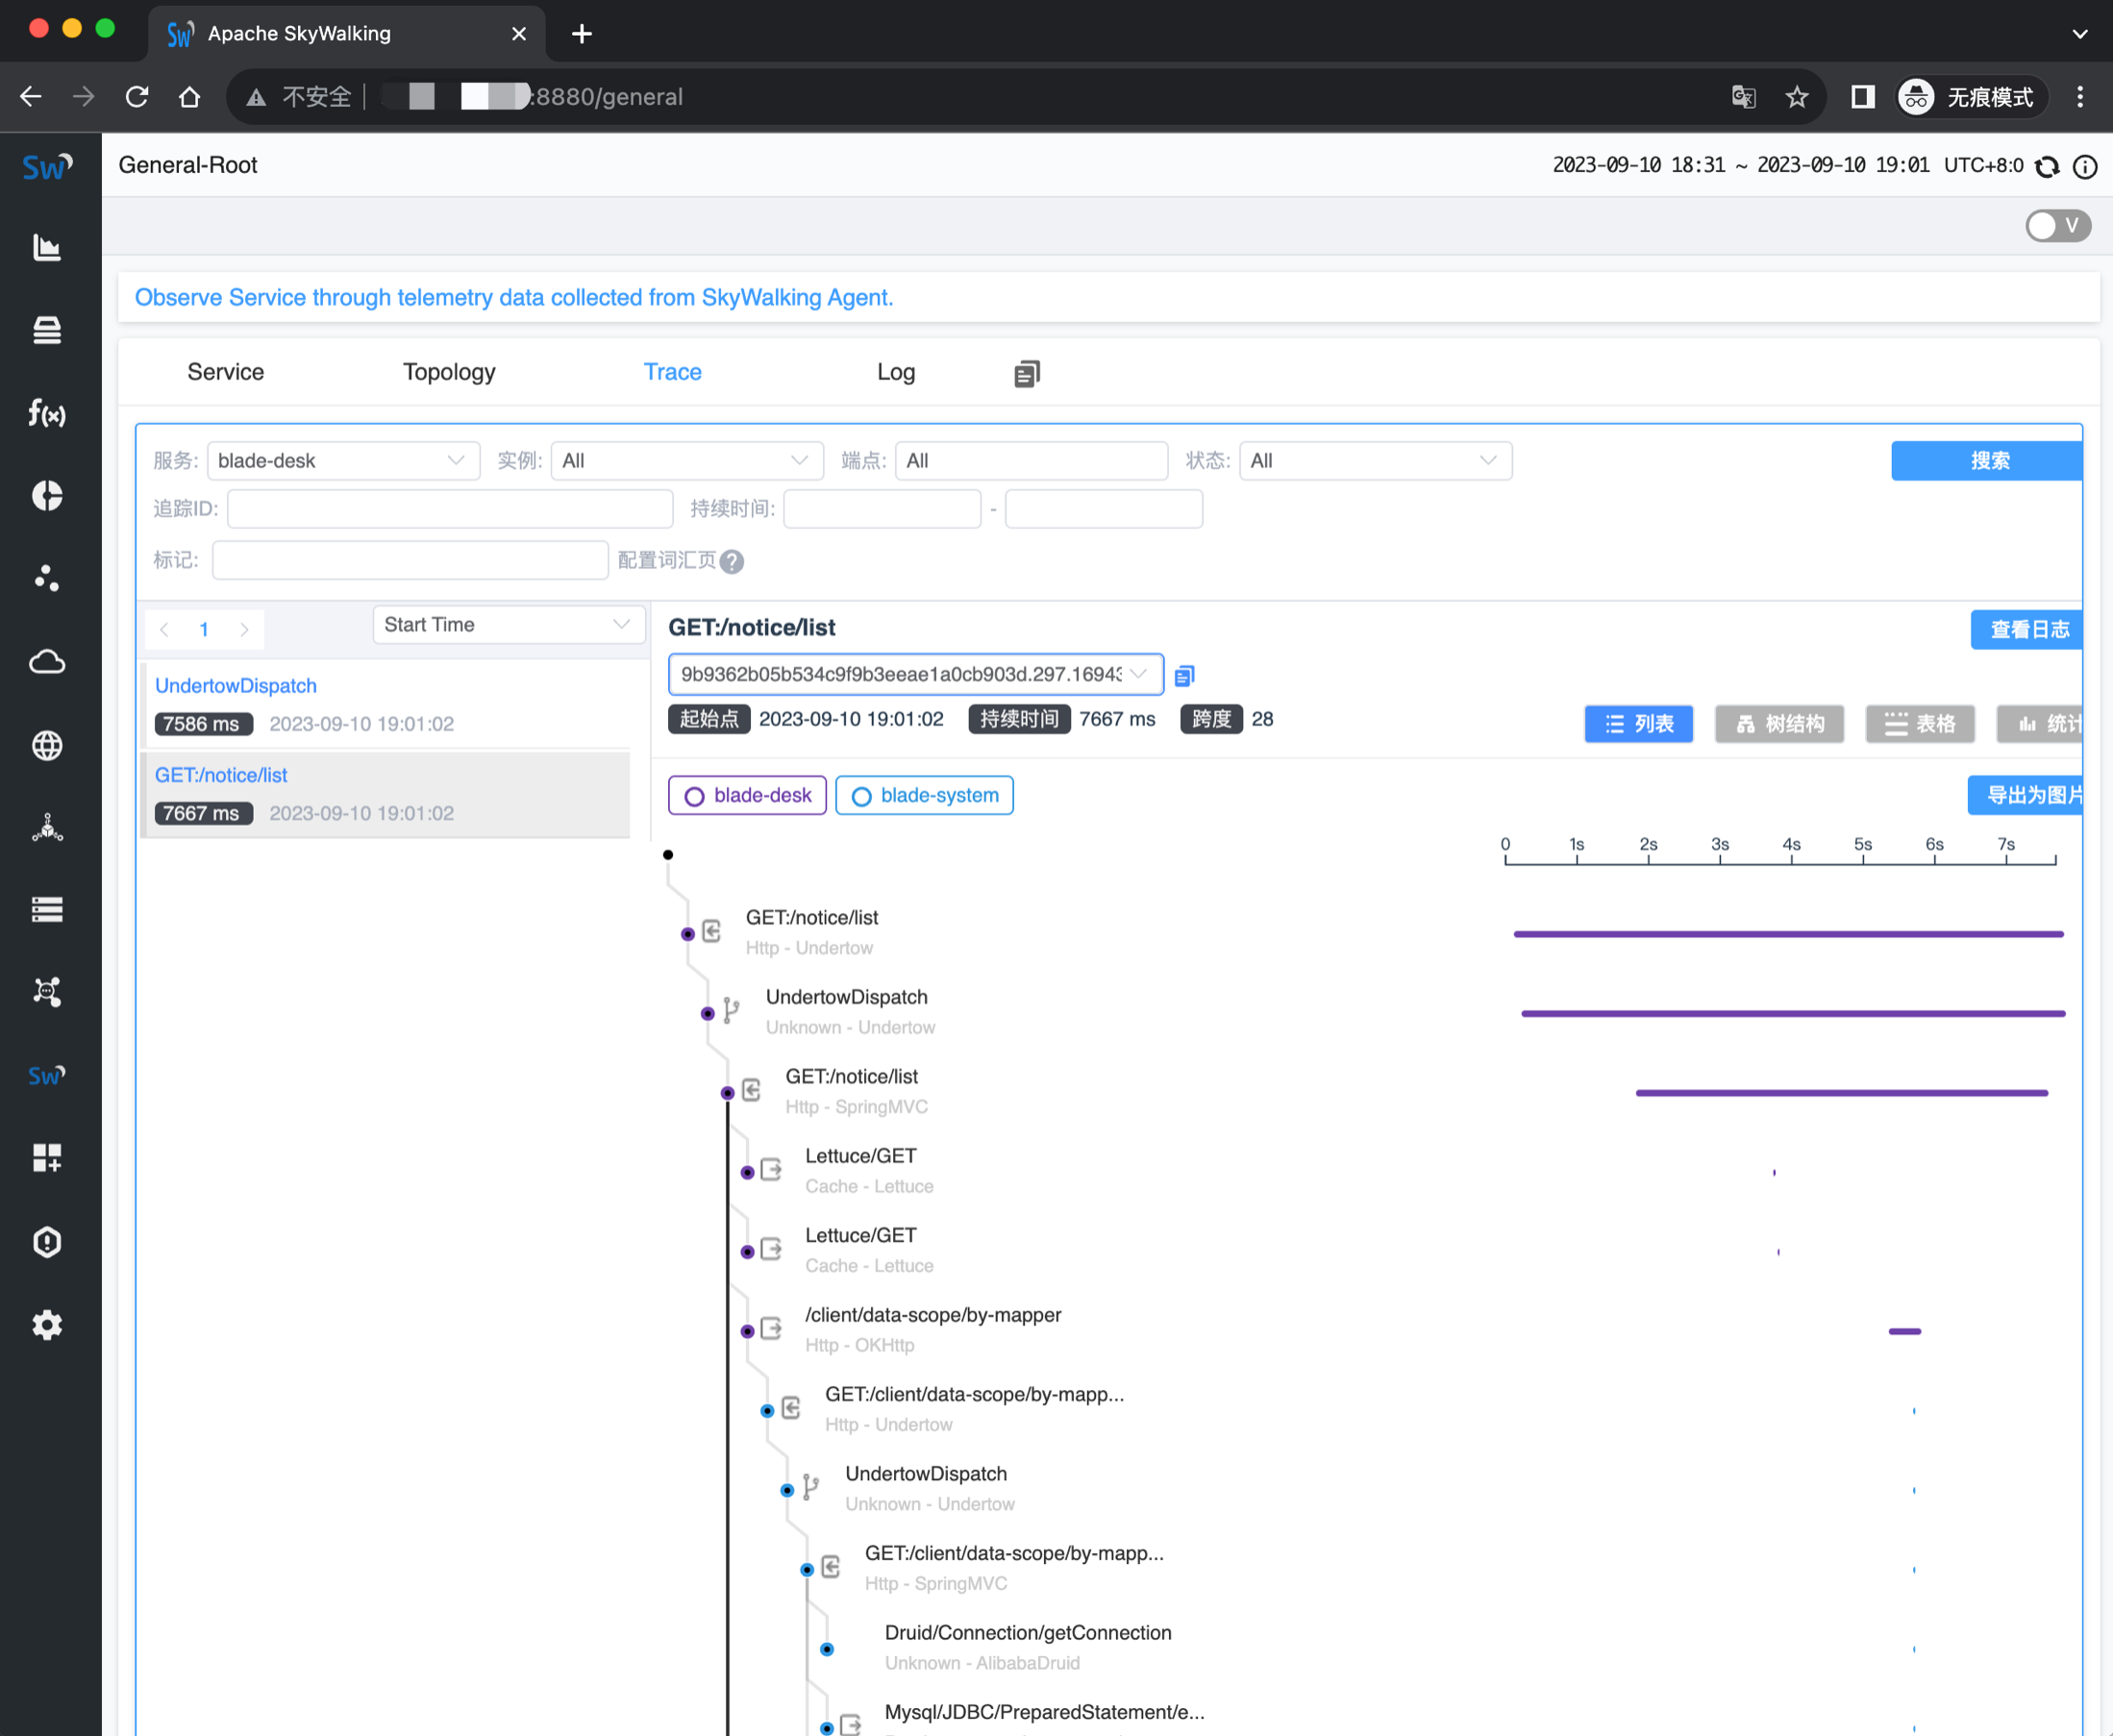 Apache SkyWalking
不安全
:8880/general
无痕模式
Sw
General-Root
2023-09-10 18:31 ~ 2023-09-10 19:01 UTC+8:0
V
Observe Service through telemetry data collected from SkyWalking Agent.
Service Topology Trace Log
服务: blade-desk 实例: All 端点: All 状态: All 搜索
追踪ID: 持续时间: -
标记: 配置词汇页 ?
1 Start Time
UndertowDispatch
7586 ms 2023-09-10 19:01:02
GET:/notice/list
7667 ms 2023-09-10 19:01:02
GET:/notice/list 查看日志
9b9362b05b534c9f9b3eeae1a0cb903d.297.1694
起始点 2023-09-10 19:01:02 持续时间 7667 ms 跨度 28
列表 树结构 表格 统计
blade-desk blade-system 导出为图片
0 1s 2s 3s 4s 5s 6s 7s
GET:/notice/list
Http - Undertow
UndertowDispatch
Unknown - Undertow
GET:/notice/list
Http - SpringMVC
Lettuce/GET
Cache - Lettuce
Lettuce/GET
Cache - Lettuce
/client/data-scope/by-mapper
Http - OKHttp
GET:/client/data-scope/by-mapp...
Http - Undertow
UndertowDispatch
Unknown - Undertow
GET:/client/data-scope/by-mapp...
Http - SpringMVC
Druid/Connection/getConnection
Unknown - AlibabaDruid
Mysql/JDBC/PreparedStatement/e...
f(x)
Sw